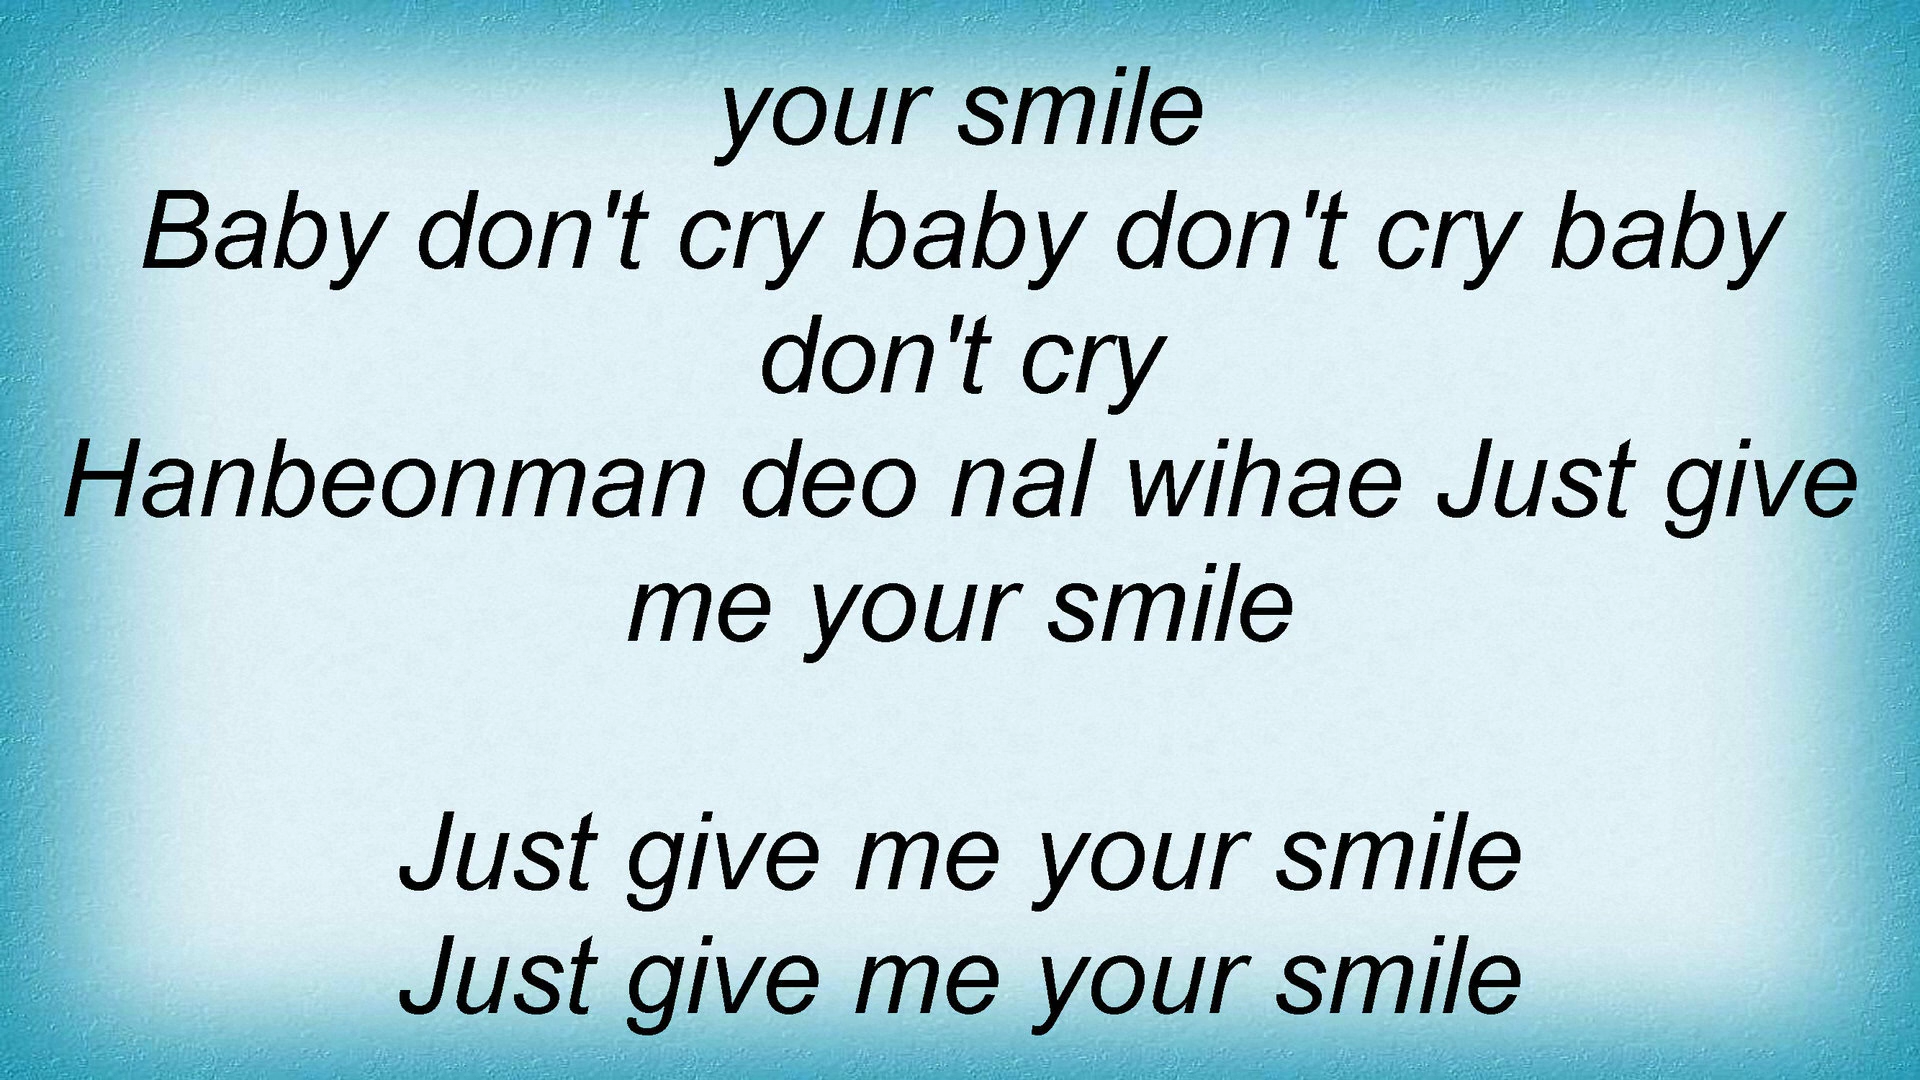 your smile
Baby don't cry baby don't cry baby
don't cry
Hanbeonman deo nal wihae Just give
me your smile
Just give me your smile
Just give me your smile